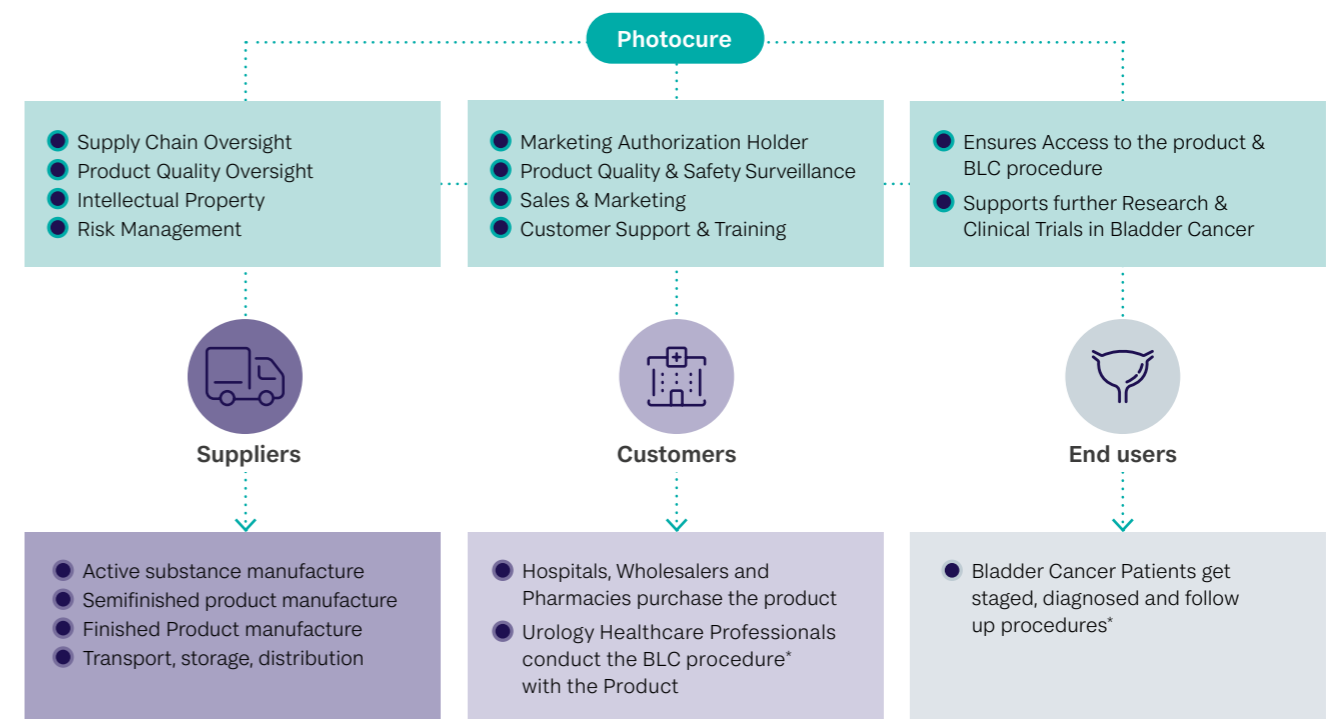 Photocure
Supply Chain Oversight
Product Quality Oversight
Intellectual Property
Risk Management
Marketing Authorization Holder
Product Quality & Safety Surveillance
Sales & Marketing
Customer Support & Training
Ensures Access to the product &
BLC procedure
Supports further Research &
Clinical Trials in Bladder Cancer
Suppliers
Customers
End users
Active substance manufacture
Semifinished product manufacture
Finished Product manufacture
Transport, storage, distribution
Hospitals, Wholesalers and
Pharmacies purchase the product
Urology Healthcare Professionals
conduct the BLC procedure*
with the Product
Bladder Cancer Patients get
staged, diagnosed and follow
up procedures*